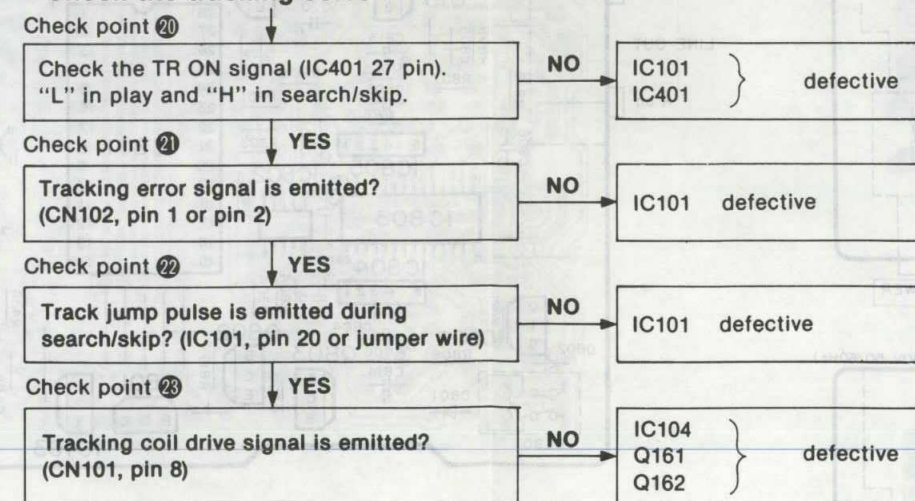 Check point ⓴
Check the TR ON signal (IC401 27 pin).
"L" in play and "H" in search/skip.
NO
IC101
IC401
defective
YES
Check point ㉑
Tracking error signal is emitted?
(CN102, pin 1 or pin 2)
NO
IC101 defective
YES
Check point ㉒
Track jump pulse is emitted during
search/skip? (IC101, pin 20 or jumper wire)
NO
IC101 defective
YES
Check point ㉓
Tracking coil drive signal is emitted?
(CN101, pin 8)
NO
IC104
Q161
Q162
defective